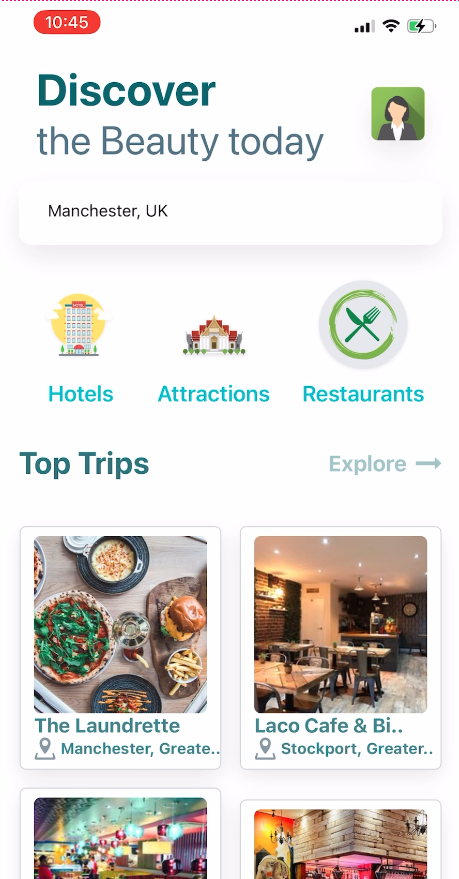 10:45
Discover
the Beauty today
Manchester, UK
HOTEL
Hotels
Attractions
Restaurants
Top Trips
Explore
The Laundrette
Laco Cafe & Bi..
Manchester, Greate..
Stockport, Greater..